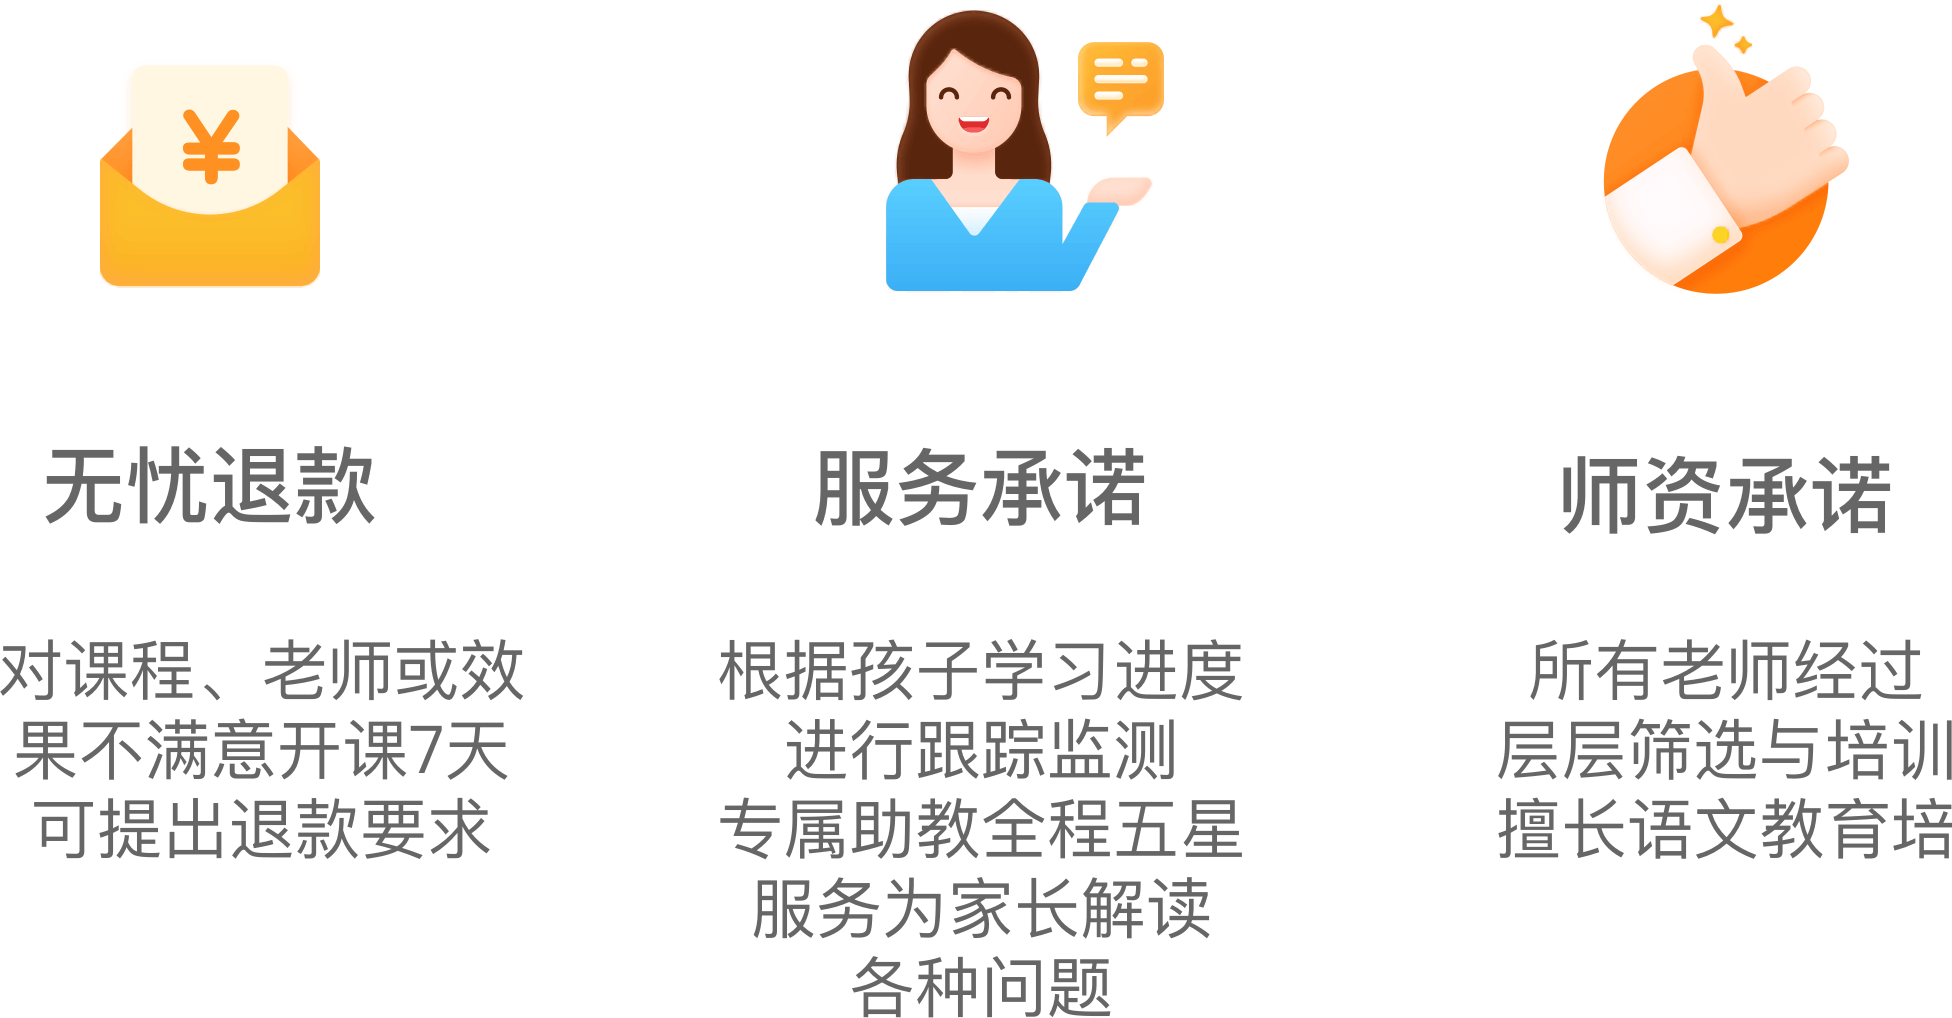 ¥
无忧退款
对课程、老师或效
果不满意开课7天
可提出退款要求
服务承诺
根据孩子学习进度
进行跟踪监测
专属助教全程五星
服务为家长解读
各种问题
师资承诺
所有老师经过
层层筛选与培训
擅长语文教育培